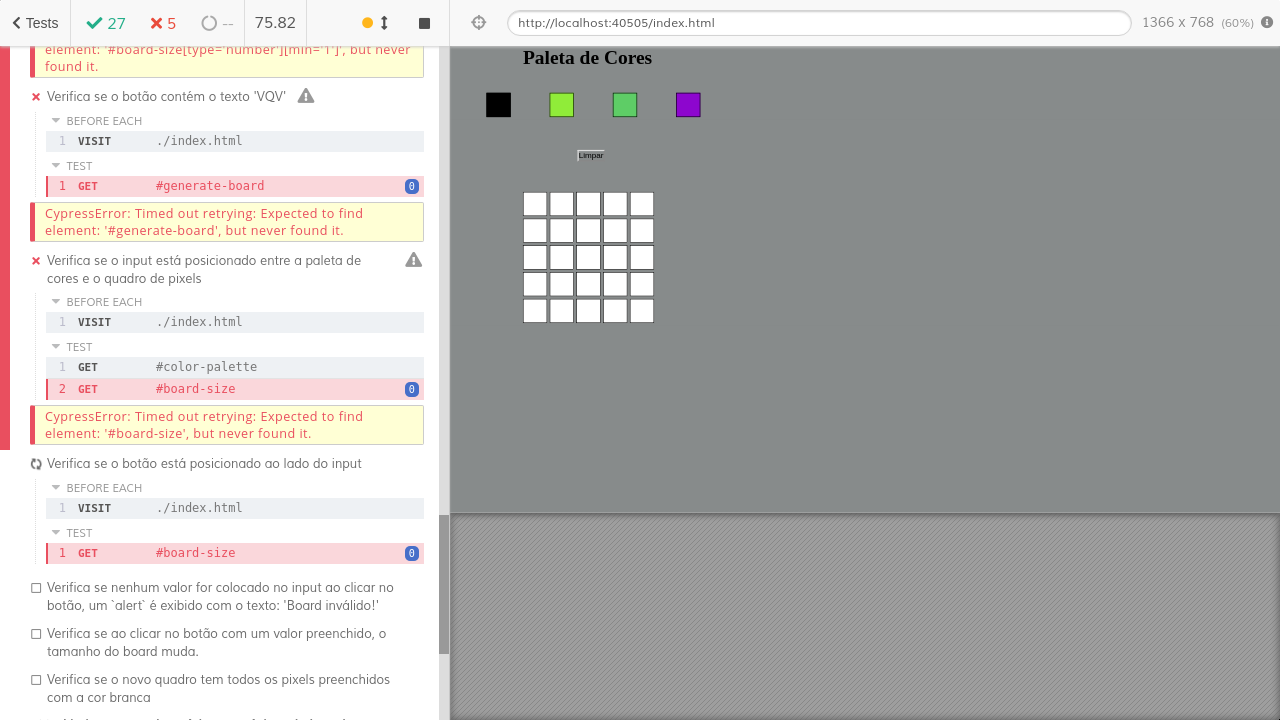 Tests
27
5
--
75.82
http://localhost:40505/index.html
1366 x 768 (60%)
element: '#board-size[type='number'][min='1']', but never
found it.
Verifica se o botão contém o texto 'VQV'
BEFORE EACH
1 VISIT ./index.html
TEST
1 GET #generate-board 0
CypressError: Timed out retrying: Expected to find
element: '#generate-board', but never found it.
Verifica se o input está posicionado entre a paleta de
cores e o quadro de pixels
BEFORE EACH
1 VISIT ./index.html
TEST
1 GET #color-palette
2 GET #board-size 0
CypressError: Timed out retrying: Expected to find
element: '#board-size', but never found it.
Verifica se o botão está posicionado ao lado do input
BEFORE EACH
1 VISIT ./index.html
TEST
1 GET #board-size 0
Verifica se nenhum valor for colocado no input ao clicar no
botão, um `alert` é exibido com o texto: 'Board inválido!'
Verifica se ao clicar no botão com um valor preenchido, o
tamanho do board muda.
Verifica se o novo quadro tem todos os pixels preenchidos
com a cor branca
Paleta de Cores
Limpar